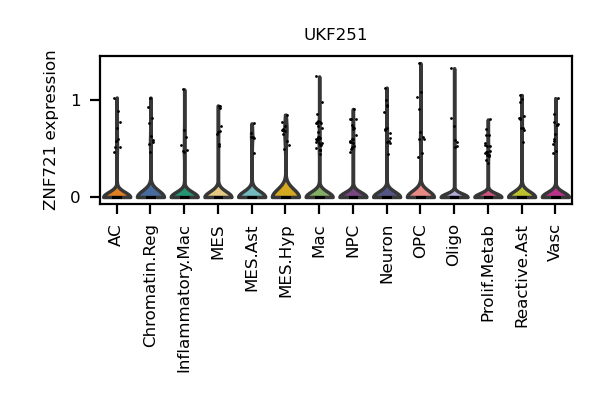 UKF251
ZNF721 expression
1
0
AC
Chromatin.Reg
Inflammatory.Mac
MES
MES.Ast
MES.Hyp
Mac
NPC
Neuron
OPC
Oligo
Prolif.Metab
Reactive.Ast
Vasc